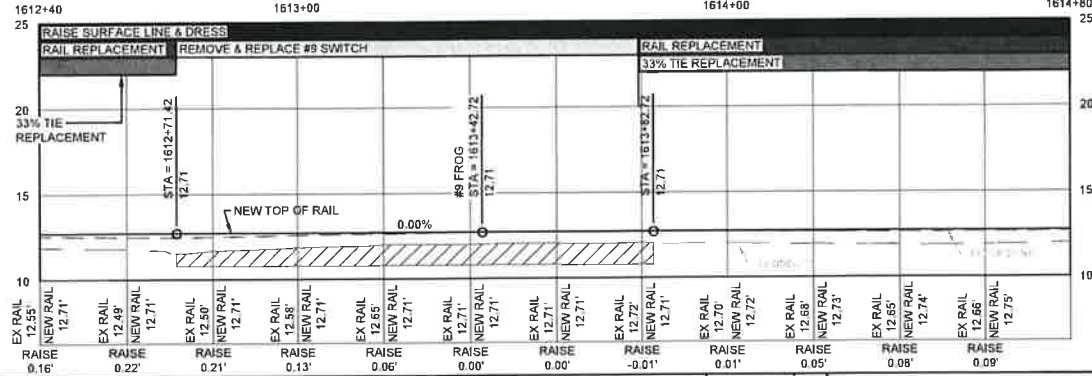 1612+40 1613+00 1614+00 1614+80
25 25
RAISE SURFACE LINE & DRESS
RAIL REPLACEMENT REMOVE & REPLACE #9 SWITCH RAIL REPLACEMENT
33% TIE REPLACEMENT
20 20
33% TIE
REPLACEMENT
STA = 1612+71.42
12.71
#9 FROG
STA = 1613+42.72
12.71
STA = 1613+82.72
12.71
15 15
NEW TOP OF RAIL
0.00%
10 10
EX RAIL 12.55' NEW RAIL 12.71'
EX RAIL 12.49' NEW RAIL 12.71'
EX RAIL 12.50' NEW RAIL 12.71'
EX RAIL 12.58' NEW RAIL 12.71'
EX RAIL 12.65' NEW RAIL 12.71'
EX RAIL 12.71' NEW RAIL 12.71'
EX RAIL 12.71' NEW RAIL 12.71'
EX RAIL 12.72' NEW RAIL 12.71'
EX RAIL 12.70' NEW RAIL 12.72'
EX RAIL 12.68' NEW RAIL 12.73'
EX RAIL 12.65' NEW RAIL 12.74'
EX RAIL 12.66' NEW RAIL 12.75'
RAISE RAISE RAISE RAISE RAISE RAISE RAISE RAISE RAISE RAISE RAISE RAISE
0.16' 0.22' 0.21' 0.13' 0.06' 0.00' 0.00' -0.01' 0.01' 0.05' 0.08' 0.09'